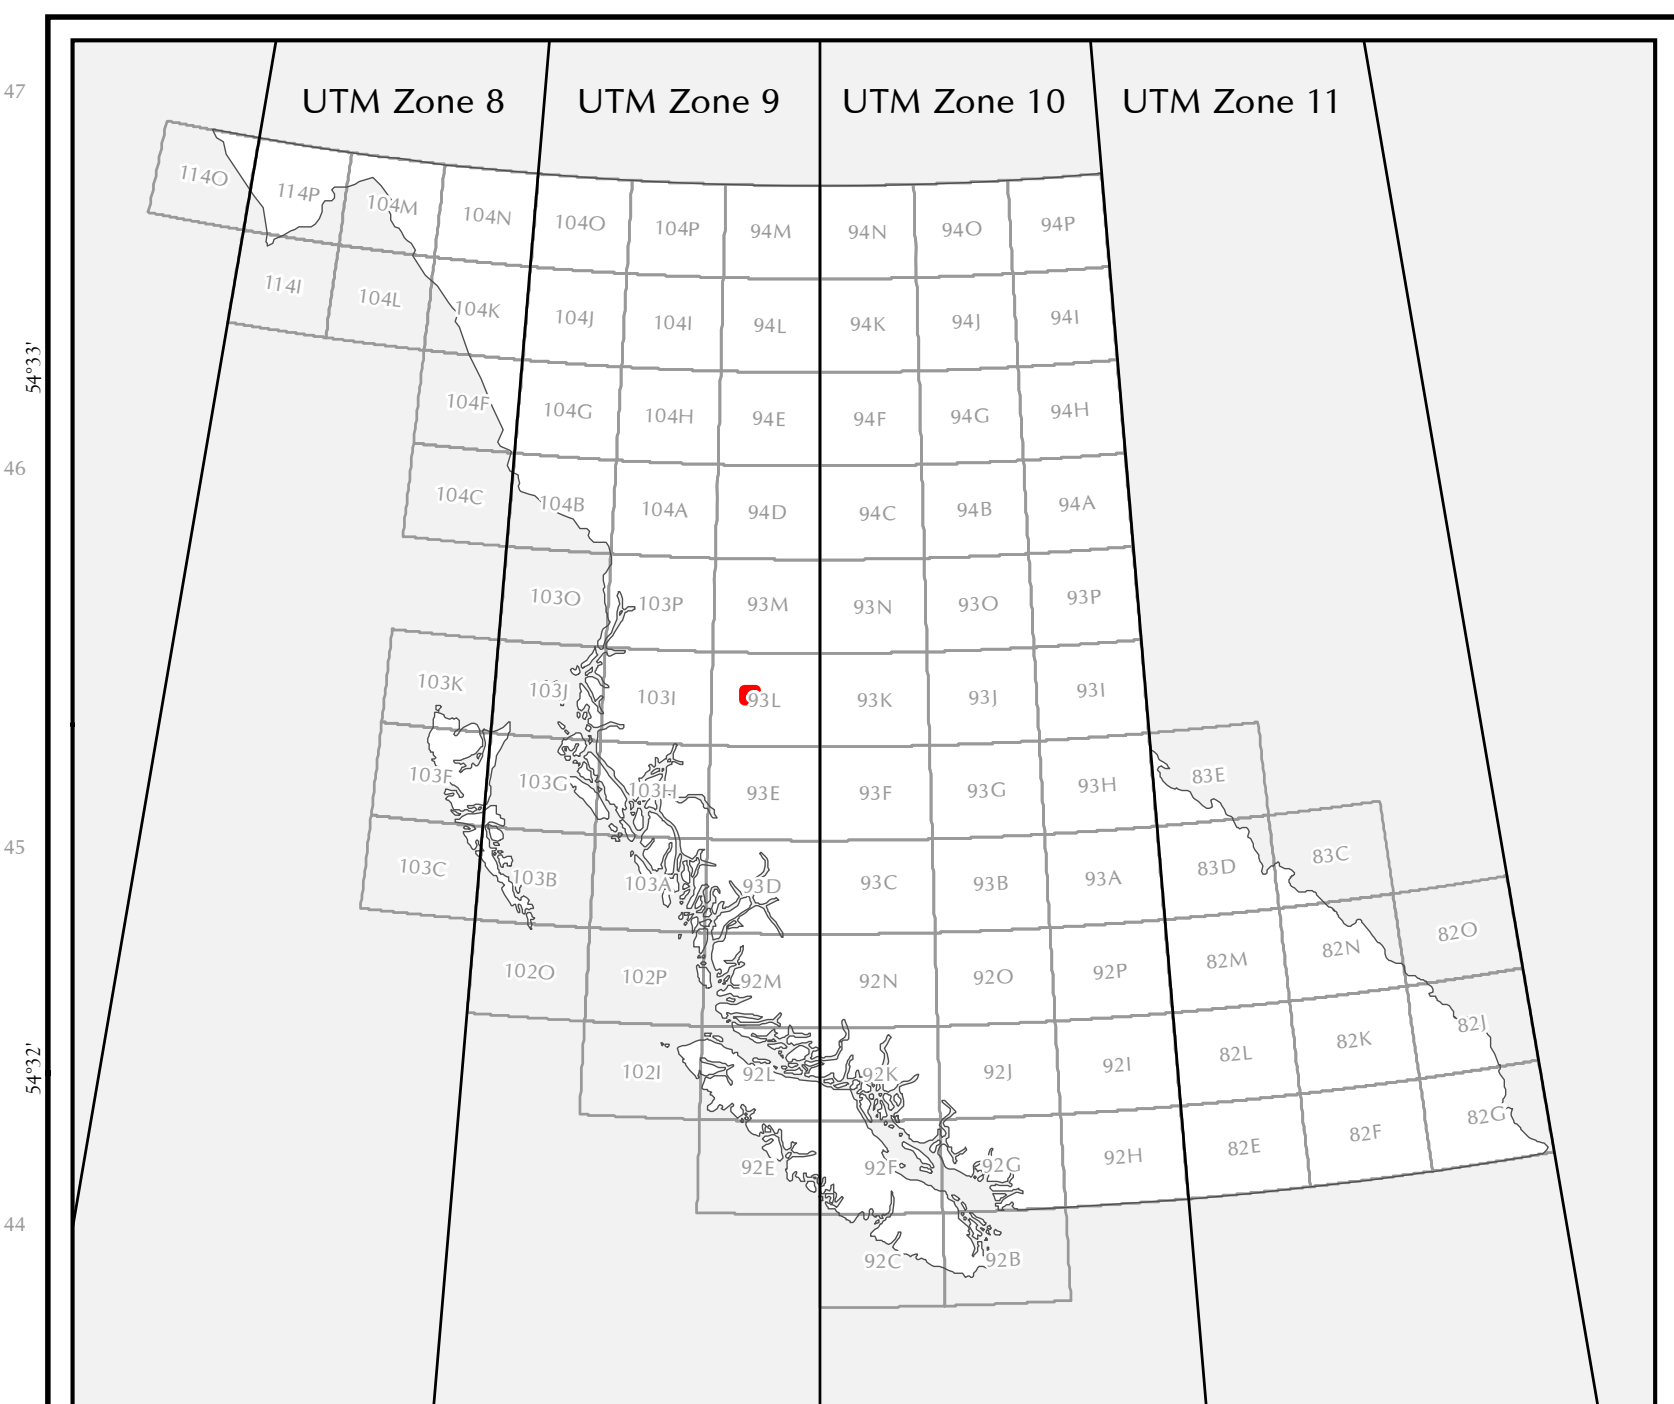 UTM Zone 8 UTM Zone 9 UTM Zone 10 UTM Zone 11
47
114O 114P 104M 104N 104O 104P 94M 94N 94O 94P
114I 104L 104K 104J 104I 94L 94K 94J 94I
54°33'
104F 104G 104H 94E 94F 94G 94H
46
104C 104B 104A 94D 94C 94B 94A
103O 103P 93M 93N 93O 93P
103K 103J 103I 93L 93K 93J 93I
103F 103G 103H 93E 93F 93G 93H 83E
45
103C 103B 103A 93D 93C 93B 93A 83D 83C
102O 102P 92M 92N 92O 92P 82M 82N 82O
54°32'
102I 92L 92K 92J 92I 82L 82K 82J
92E 92F 92G 92H 82E 82F 82G
44
92C 92B